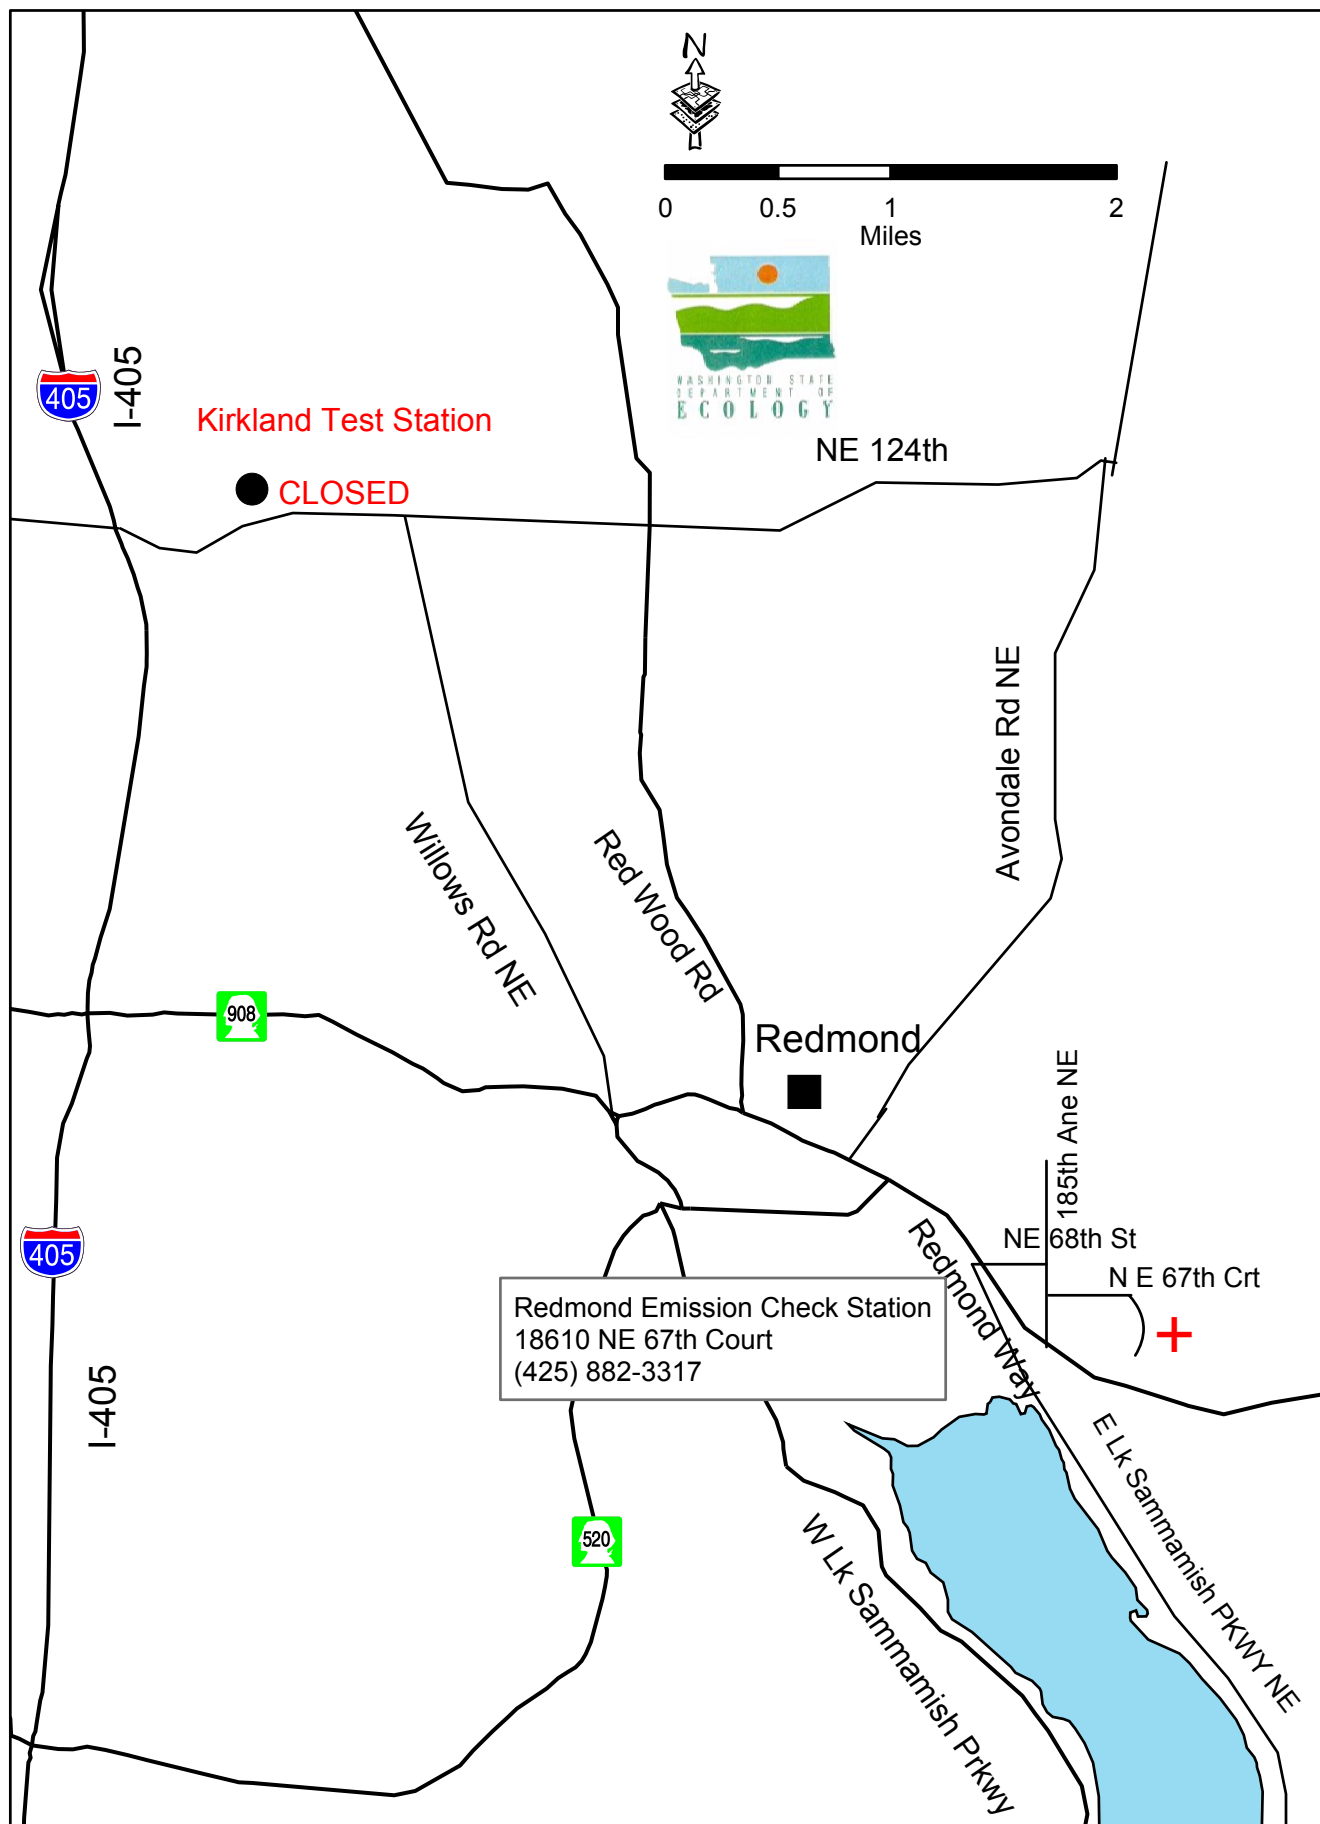 N
0 0.5 1 2
Miles
WASHINGTON STATE
DEPARTMENT OF
ECOLOGY
I-405
405
Kirkland Test Station
CLOSED
NE 124th
Avondale Rd NE
Willows Rd NE
Red Wood Rd
908
Redmond
185th Ane NE
NE 68th St
N E 67th Crt
405
Redmond Way
Redmond Emission Check Station
18610 NE 67th Court
(425) 882-3317
I-405
E Lk Sammamish PKWY NE
520
W Lk Sammamish Prkwy